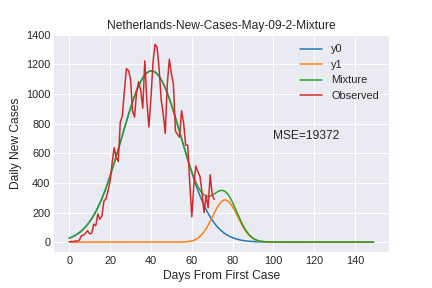 Netherlands-New-Cases-May-09-2-Mixture
1400
1200
1000
800
600
400
200
0
Daily New Cases
y0
y1
Mixture
Observed
MSE=19372
0 20 40 60 80 100 120 140
Days From First Case